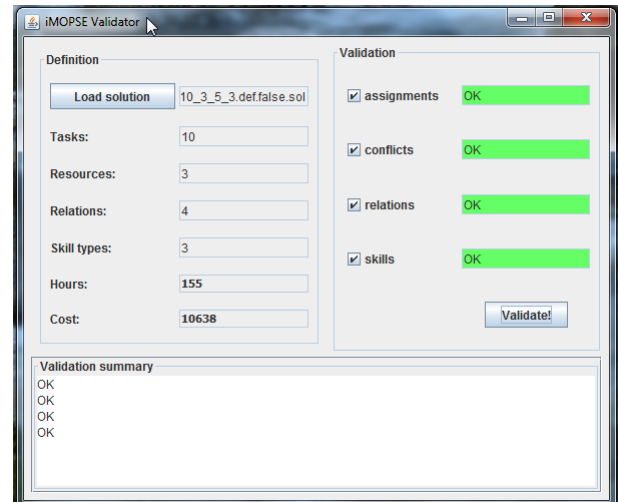 iMOPSE Validator
Definition
Load solution 10_3_5_3.def.false.sol
Tasks: 10
Resources: 3
Relations: 4
Skill types: 3
Hours: 155
Cost: 10638
Validation
assignments OK
conflicts OK
relations OK
skills OK
Validate!
Validation summary
OK
OK
OK
OK